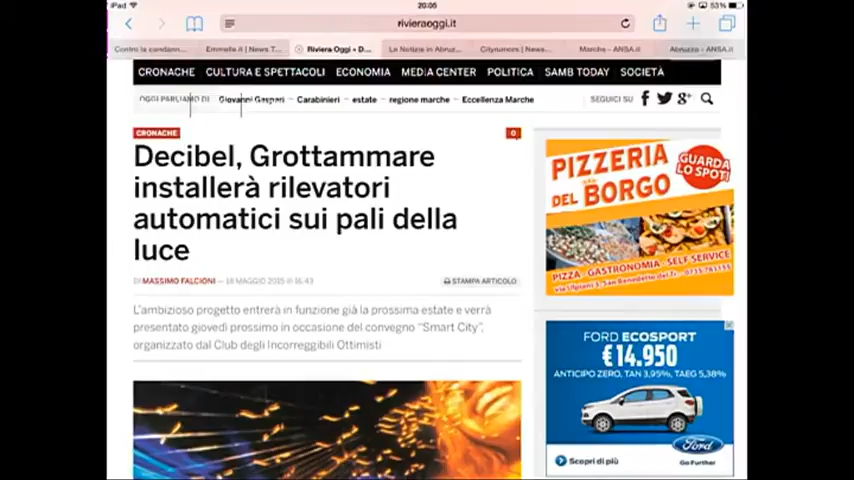 iPad
20:05
53%
rivieraoggi.it
Contro la condann...
Emmelle.it | News T...
Riviera Oggi « D...
Le Notizie in Abruz...
Cityrumors | News...
Marche - ANSA.it
Abruzzo - ANSA.it
CRONACHE CULTURA E SPETTACOLI ECONOMIA MEDIA CENTER POLITICA SAMB TODAY SOCIETÀ
OGGI PARLIAMO DI Giovanni Gaspari – Carabinieri – estate – regione marche – Eccellenza Marche
SEGUICI SU
CRONACHE
0
Decibel, Grottammare
installerà rilevatori
automatici sui pali della
luce
DI MASSIMO FALCIONI — 18 MAGGIO 2015 @ 16:43
STAMPA ARTICOLO
L'ambizioso progetto entrerà in funzione già la prossima estate e verrà
presentato giovedì prossimo in occasione del convegno "Smart City",
organizzato dal Club degli Incorreggibili Ottimisti
PIZZERIA
DEL BORGO
GUARDA
LO SPOT!
PIZZA - GASTRONOMIA - SELF SERVICE
San Benedetto del Tr.
FORD ECOSPORT
€14.950
ANTICIPO ZERO, TAN 3,95%, TAEG 5,38%
Scopri di più
Ford
Go Further